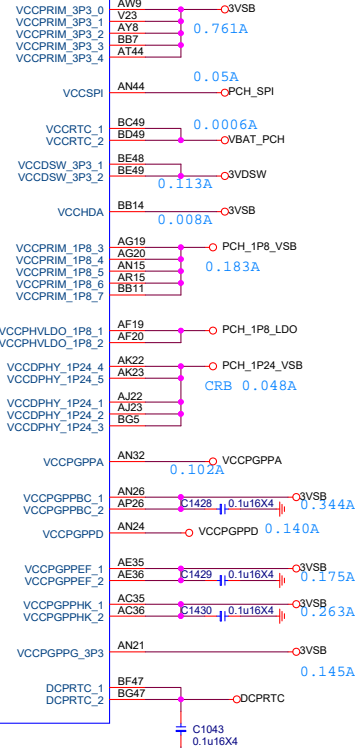 VCCPRIM_3P3_0 AW9 3VSB
VCCPRIM_3P3_1 V23
VCCPRIM_3P3_2 AY8 0.761A
VCCPRIM_3P3_3 BB7
VCCPRIM_3P3_4 AT44
0.05A
VCCSPI AN44 PCH_SPI
VCCRTC_1 BC49 0.0006A
VCCRTC_2 BD49 VBAT_PCH
VCCDSW_3P3_1 BE48
VCCDSW_3P3_2 BE49 3VDSW
0.113A
VCCHDA BB14 3VSB
0.008A
VCCPRIM_1P8_3 AG19 PCH_1P8_VSB
VCCPRIM_1P8_4 AG20
VCCPRIM_1P8_5 AN15 0.183A
VCCPRIM_1P8_6 AR15
VCCPRIM_1P8_7 BB11
VCCPHVLDO_1P8_1 AF19 PCH_1P8_LDO
VCCPHVLDO_1P8_2 AF20
VCCDPHY_1P24_4 AK22 PCH_1P24_VSB
VCCDPHY_1P24_5 AK23
CRB 0.048A
VCCDPHY_1P24_1 AJ22
VCCDPHY_1P24_2 AJ23
VCCDPHY_1P24_3 BG5
VCCPGPPA AN32 VCCPGPPA
0.102A
VCCPGPPBC_1 AN26 3VSB
VCCPGPPBC_2 AP26 C1428 0.1u16X4 0.344A
VCCPGPPD AN24 VCCPGPPD 0.140A
VCCPGPPEF_1 AE35 3VSB
VCCPGPPEF_2 AE36 C1429 0.1u16X4 0.175A
VCCPGPPHK_1 AC35 3VSB
VCCPGPPHK_2 AC36 C1430 0.1u16X4 0.263A
VCCPGPPG_3P3 AN21 3VSB
0.145A
DCPRTC_1 BF47
DCPRTC_2 BG47 DCPRTC
C1043
0.1u16X4